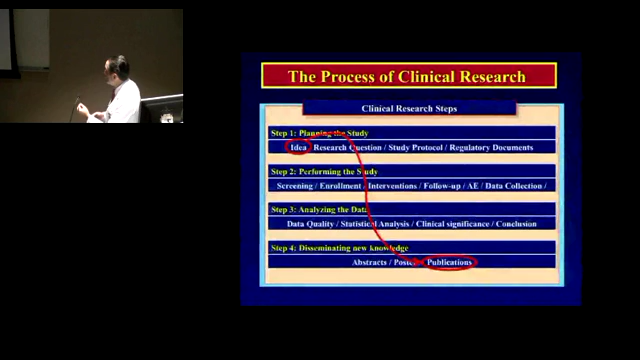 The Process of Clinical Research
Clinical Research Steps
Step 1: Planning the Study
Idea Research Question / Study Protocol / Regulatory Documents
Step 2: Performing the Study
Screening / Enrollment / Interventions / Follow-up / AE / Data Collection /
Step 3: Analyzing the Data
Data Quality / Statistical Analysis / Clinical significance / Conclusion
Step 4: Disseminating new knowledge
Abstracts / Poster Publications